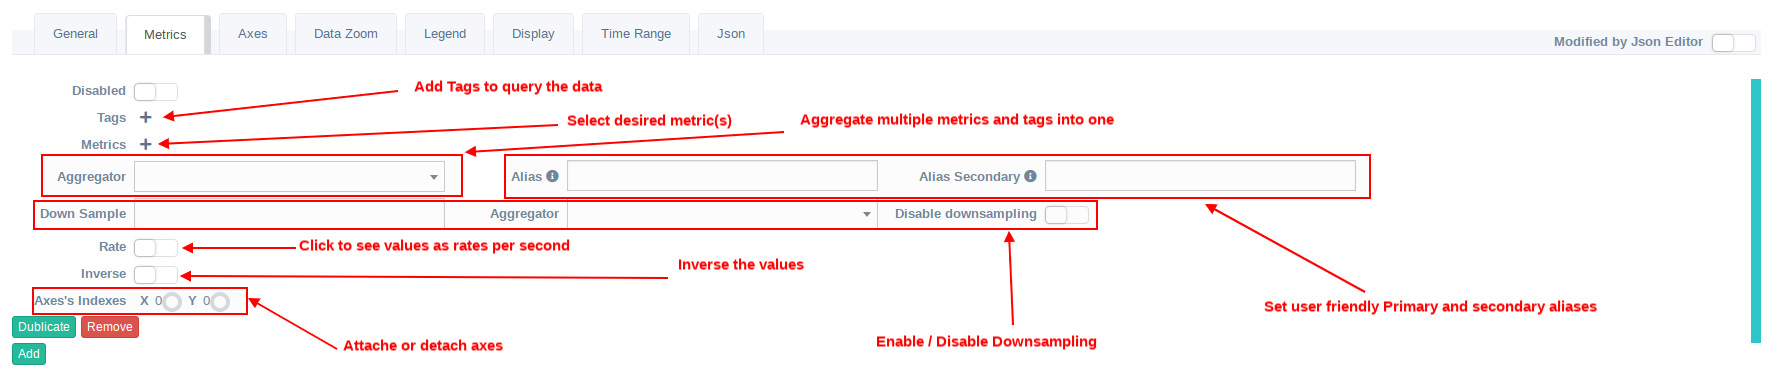 General Metrics Axes Data Zoom Legend Display Time Range Json
Modified by Json Editor
Disabled
Add Tags to query the data
Tags
Select desired metric(s)
Aggregate multiple metrics and tags into one
Metrics
Aggregator Alias Alias Secondary
Down Sample Aggregator Disable downsampling
Rate
Click to see values as rates per second
Inverse
Inverse the values
Axes's Indexes X 0 Y 0
Set user friendly Primary and secondary aliases
Dublicate Remove
Attache or detach axes
Enable / Disable Downsampling
Add